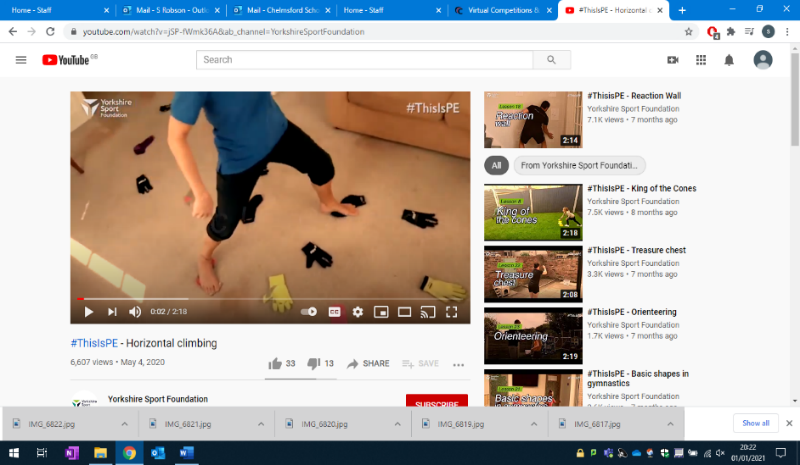 Home - Staff
Mail - S Robson - Outlo
Mail - Chelmsford Scho
Home - Staff
Virtual Competitions &
#ThisIsPE - Horizontal c
youtube.com/watch?v=jSP-fWmk36A&ab_channel=YorkshireSportFoundation
4
s
YouTube GB
Search
Yorkshire
Sport
Foundation
#ThisIsPE
0:02 / 2:18
CC
#ThisIsPE - Horizontal climbing
6,607 views • May 4, 2020
33
13
SHARE
SAVE
Yorkshire
Sport
Yorkshire Sport Foundation
SUBSCRIBE
Reaction
wall
2:14
#ThisIsPE - Reaction Wall
Yorkshire Sport Foundation
7.1K views • 7 months ago
All
From Yorkshire Sport Foundati...
King of
the cones
2:18
#ThisIsPE - King of the Cones
Yorkshire Sport Foundation
7.5K views • 8 months ago
Treasure
chest
2:08
#ThisIsPE - Treasure chest
Yorkshire Sport Foundation
3.3K views • 7 months ago
Orienteering
2:19
#ThisIsPE - Orienteering
Yorkshire Sport Foundation
1.7K views • 7 months ago
Basic shapes
#ThisIsPE - Basic shapes in
gymnastics
Yorkshire Sport Foundation
IMG_6822.jpg
IMG_6821.jpg
IMG_6820.jpg
IMG_6819.jpg
IMG_6817.jpg
Show all
20:22
01/01/2021